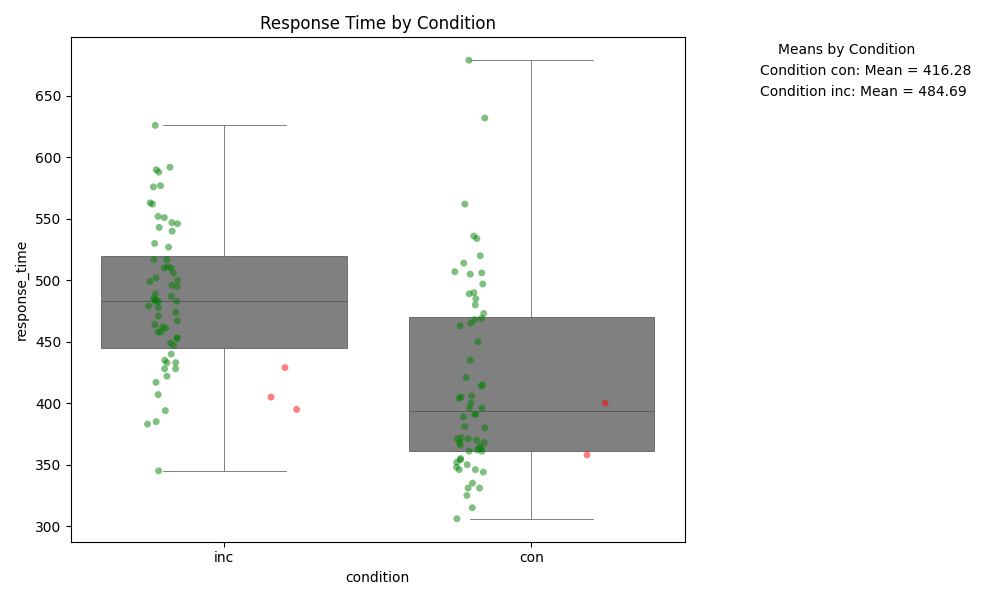 Response Time by Condition
Means by Condition
Condition con: Mean = 416.28
Condition inc: Mean = 484.69
650
600
550
500
450
400
350
300
response_time
inc
con
condition